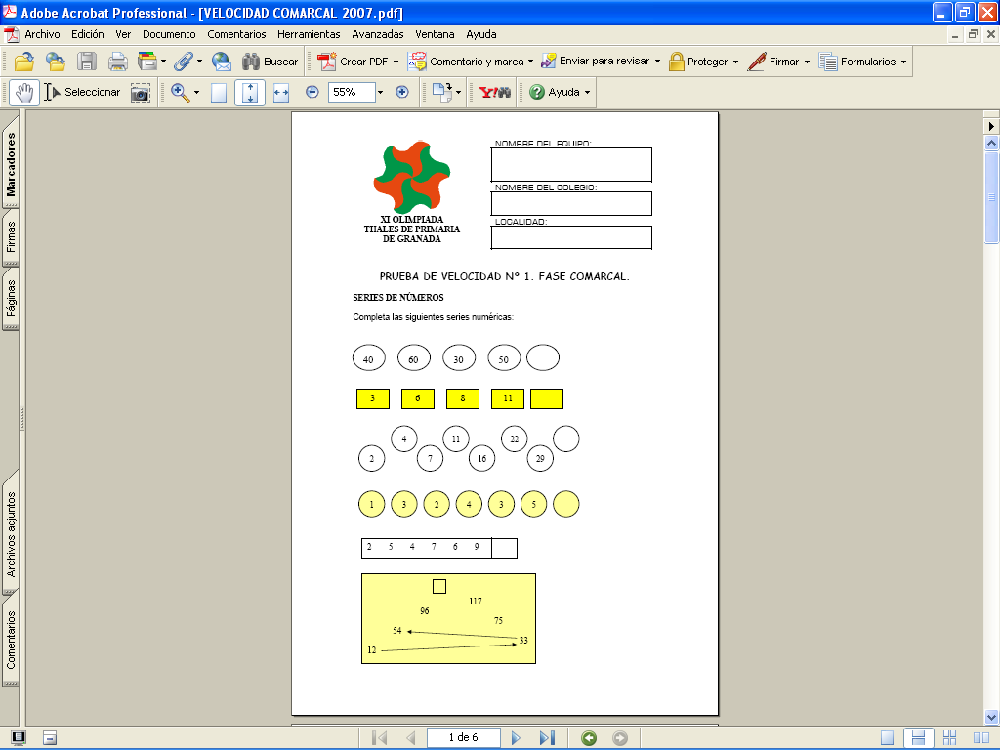 Adobe Acrobat Professional - [VELOCIDAD COMARCAL 2007.pdf]
Archivo Edición Ver Documento Comentarios Herramientas Avanzadas Ventana Ayuda
Buscar Crear PDF Comentario y marca Enviar para revisar Proteger Firmar Formularios
Seleccionar 55% Y! Ayuda
Marcadores
Firmas
Páginas
Archivos adjuntos
Comentarios
XI OLIMPIADA
THALES DE PRIMARIA
DE GRANADA
NOMBRE DEL EQUIPO:
NOMBRE DEL COLEGIO:
LOCALIDAD:
PRUEBA DE VELOCIDAD Nº 1. FASE COMARCAL.
SERIES DE NÚMEROS
Completa las siguientes series numéricas:
40 60 30 50
3 6 8 11
4 11 22
2 7 16 29
1 3 2 4 3 5
2 5 4 7 6 9
117
96
75
54
33
12
1 de 6